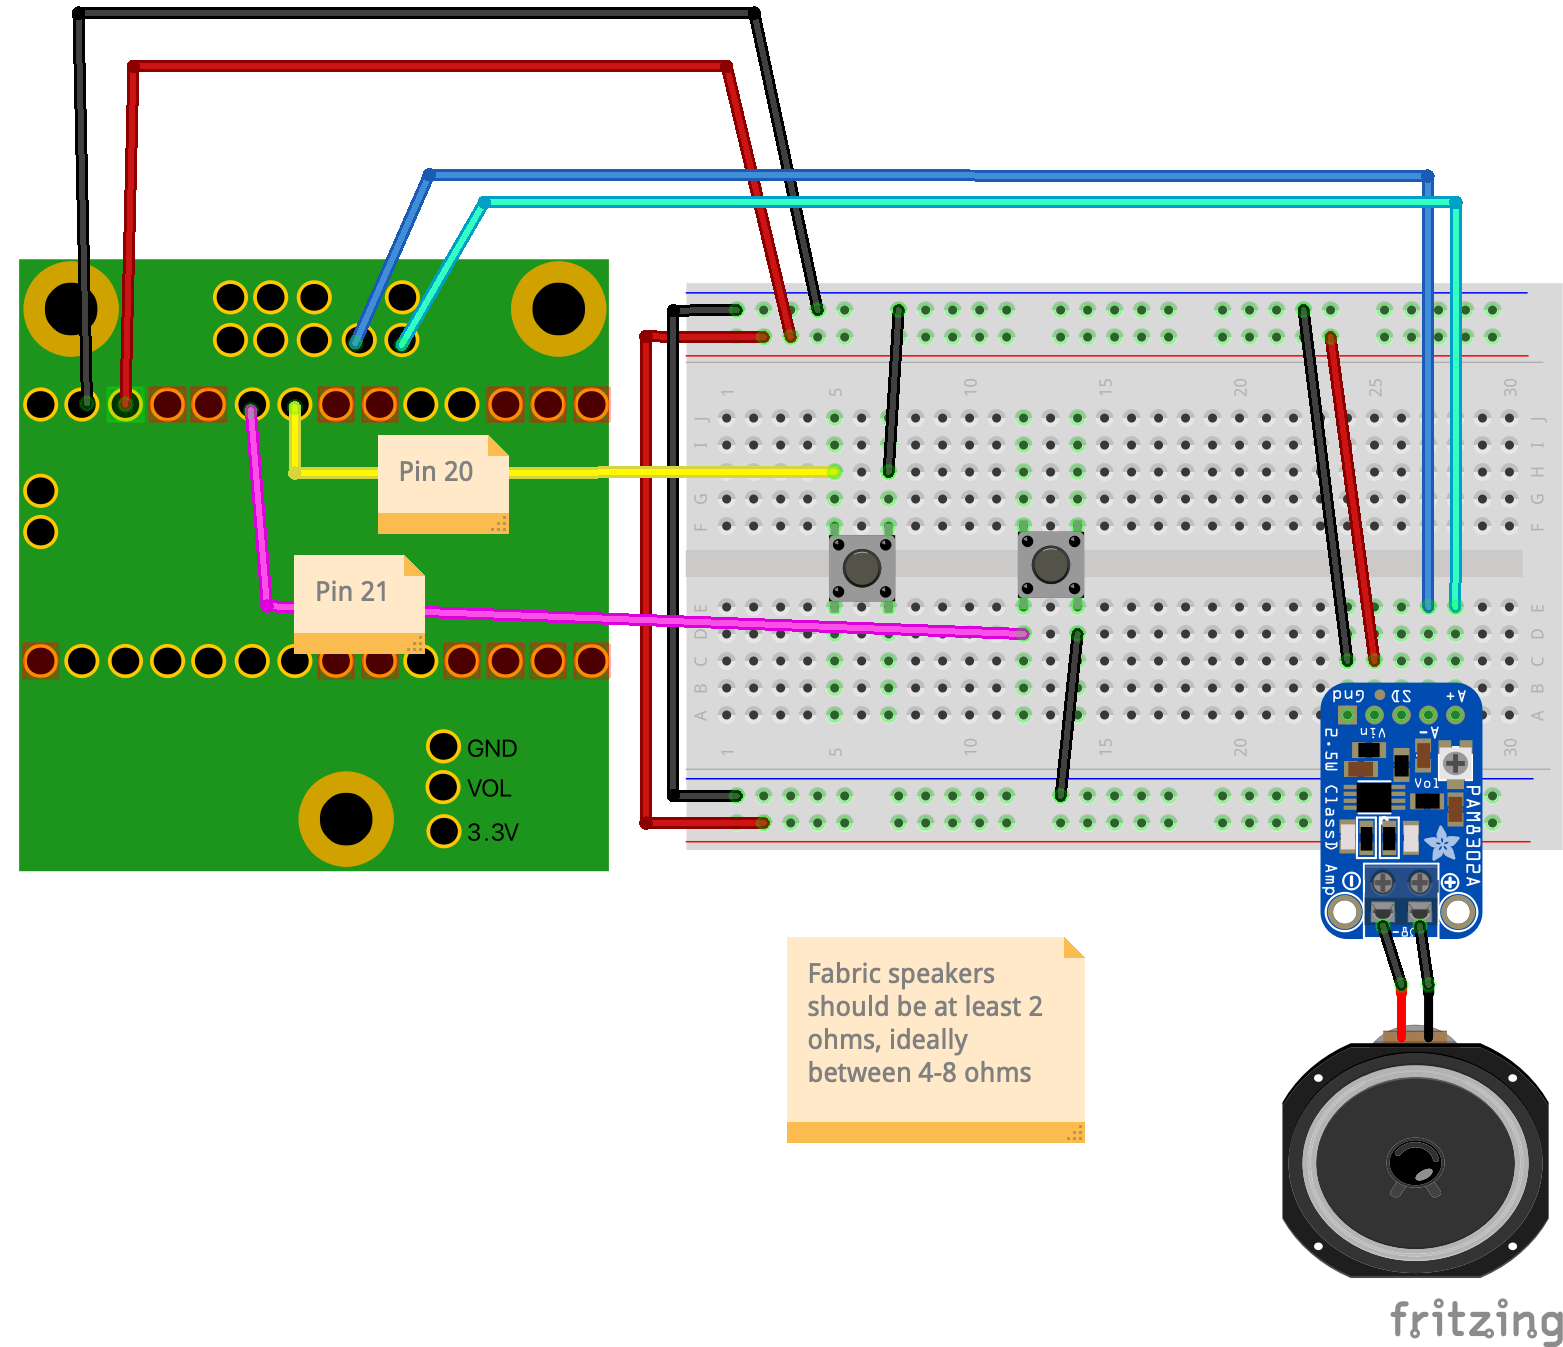 1 5 10 15 20 25 30
J J
I I
Pin 20
H H
G G
F F
Pin 21
E E
D D
C C
B B
A A
Gnd SD A+
Vin A-
1 5 10 15 20 30
GND
VOL
3.3V
Vol
2.5W ClassD Amp
PAM8302A
Fabric speakers
should be at least 2
ohms, ideally
between 4-8 ohms
fritzing